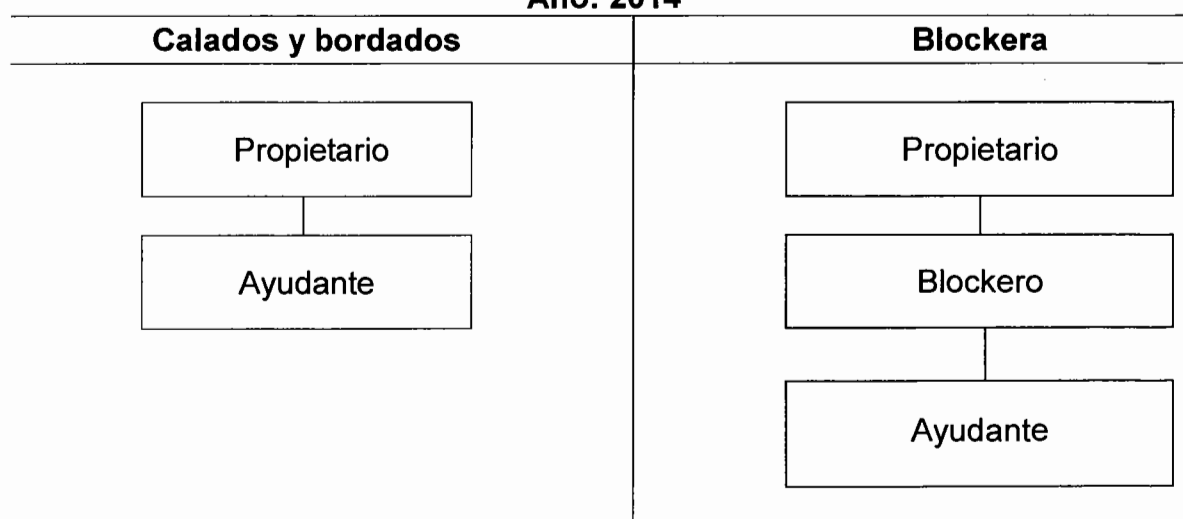 Año: 2014
Calados y bordados
Blockera
Propietario
Ayudante
Propietario
Blockero
Ayudante